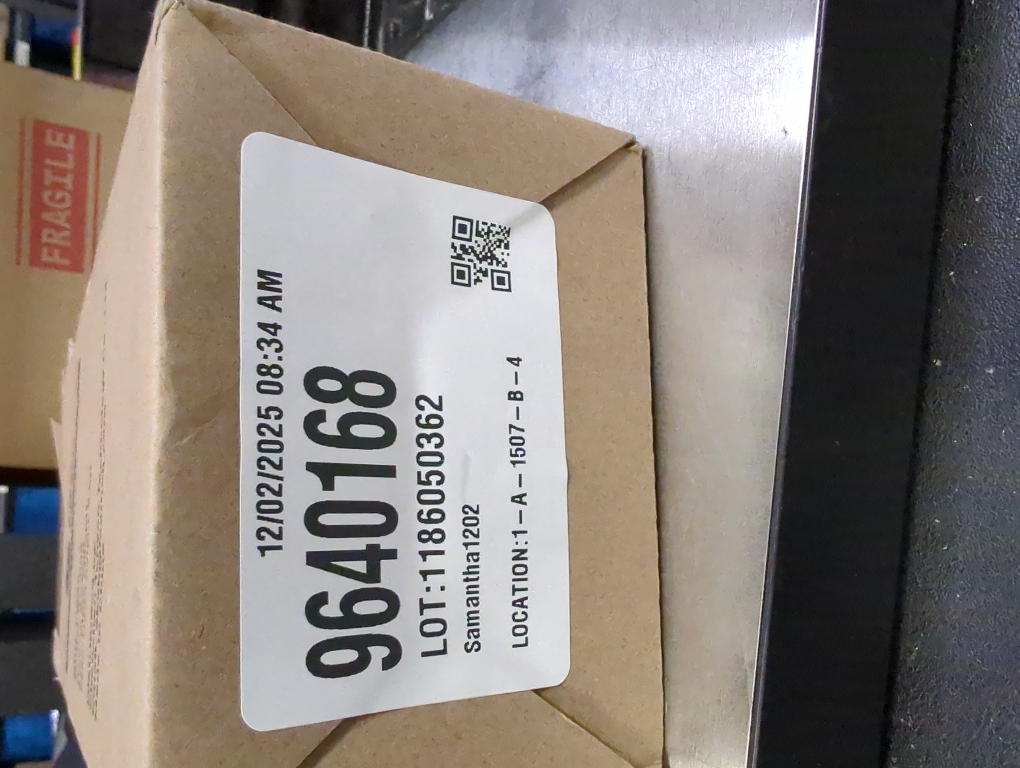 12/02/2025 08:34 AM
9640168
LOT:1186050362
Samantha1202
LOCATION:1-A-1507-B-4
FRAGILE